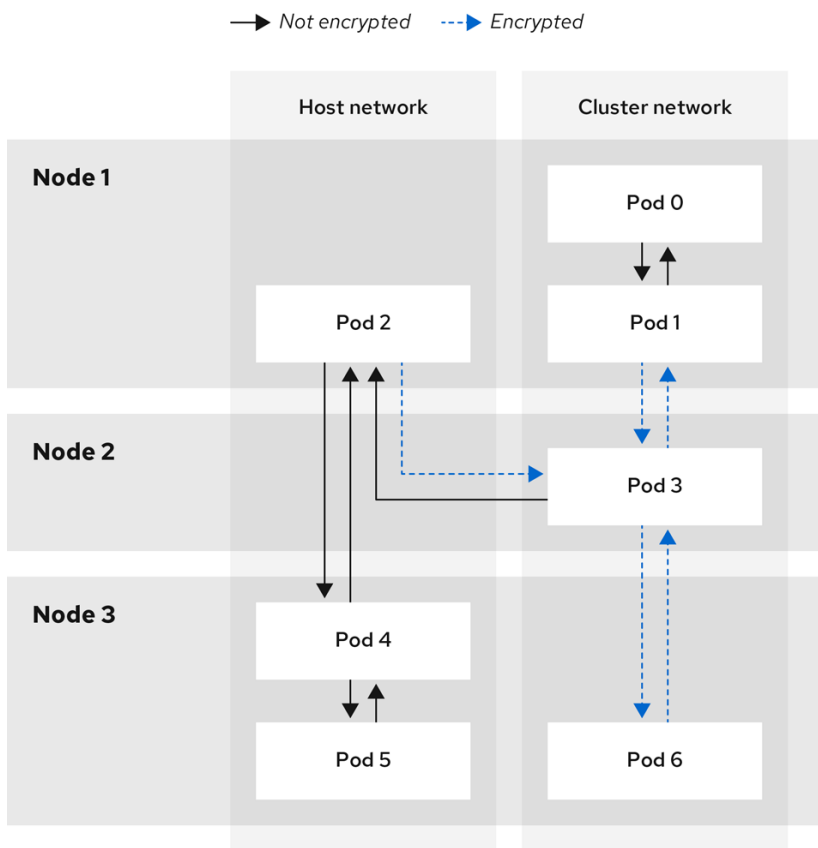 Not encrypted
Encrypted
Host network
Cluster network
Node 1
Pod 0
Pod 2
Pod 1
Node 2
Pod 3
Node 3
Pod 4
Pod 5
Pod 6